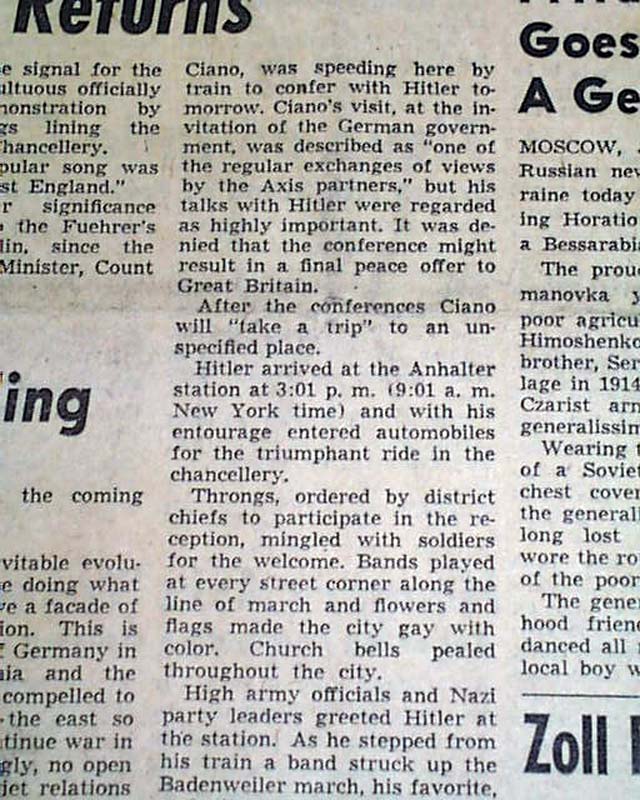 Returns
e signal for the
ultuous officially
monstration by
gs lining the
hancellery.
pular song was
st England."
r significance
the Fuehrer's
lin, since the
Minister, Count
ing
the coming
vitable evolu-
e doing what
ve a facade of
ion. This is
f Germany in
nia and the
compelled to
the east so
tinue war in
gly, no open
iet relations
Ciano, was speeding here by
train to confer with Hitler to-
morrow. Ciano's visit, at the in-
vitation of the German govern-
ment, was described as "one of
the regular exchanges of views
by the Axis partners," but his
talks with Hitler were regarded
as highly important. It was de-
nied that the conference might
result in a final peace offer to
Great Britain.
After the conferences Ciano
will "take a trip" to an un-
specified place.
Hitler arrived at the Anhalter
station at 3:01 p. m. (9:01 a. m.
New York time) and with his
entourage entered automobiles
for the triumphant ride in the
chancellery.
Throngs, ordered by district
chiefs to participate in the re-
ception, mingled with soldiers
for the welcome. Bands played
at every street corner along the
line of march and flowers and
flags made the city gay with
color. Church bells pealed
throughout the city.
High army officials and Nazi
party leaders greeted Hitler at
the station. As he stepped from
his train a band struck up the
Badenweiler march, his favorite,
Goes
A Ge
MOSCOW,
Russian new
raine today
ing Horatio
a Bessarabia
The prou
manovka y
poor agricu
Himoshenko
brother, Ser
lage in 1914
Czarist arm
generalissim
Wearing t
of a Soviet
chest cover
the generali
long lost
wore the ro
of the poor
The gener
hood friend
danced all
local boy w
Zoll